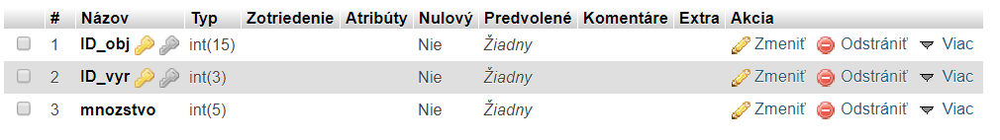 # Názov Typ Zotriedenie Atribúty Nulový Predvolené Komentáre Extra Akcia
1 ID_obj int(15) Nie Žiadny Zmeniť Odstrániť Viac
2 ID_vyr int(3) Nie Žiadny Zmeniť Odstrániť Viac
3 mnozstvo int(5) Nie Žiadny Zmeniť Odstrániť Viac